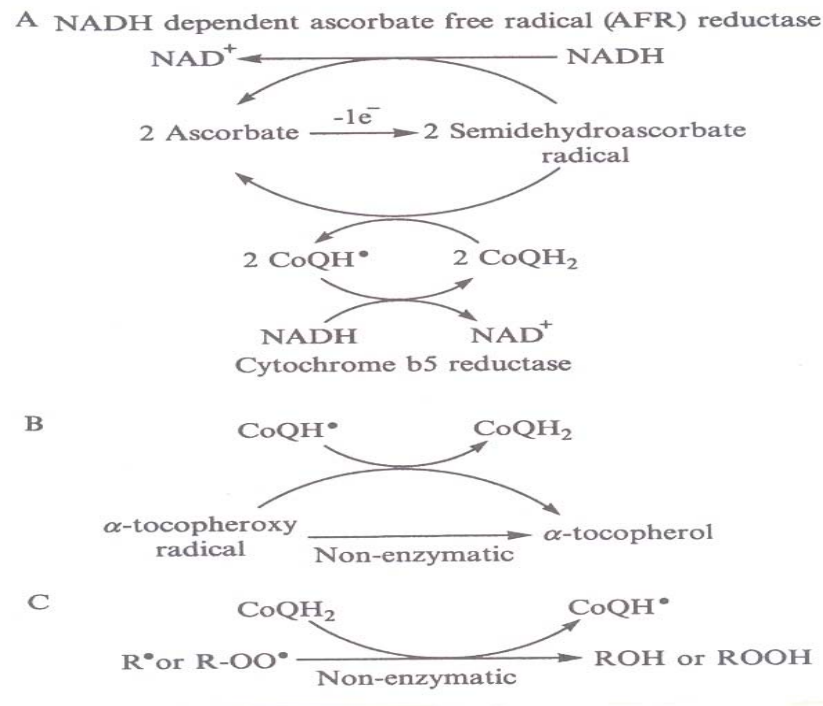 A NADH dependent ascorbate free radical (AFR) reductase
NAD⁺ NADH
-1e⁻
2 Ascorbate 2 Semidehydroascorbate
radical
2 CoQH• 2 CoQH₂
NADH NAD⁺
Cytochrome b5 reductase
B
CoQH• CoQH₂
α-tocopheroxy
radical
α-tocopherol
Non-enzymatic
C
CoQH₂ CoQH•
R•or R-OO• ROH or ROOH
Non-enzymatic